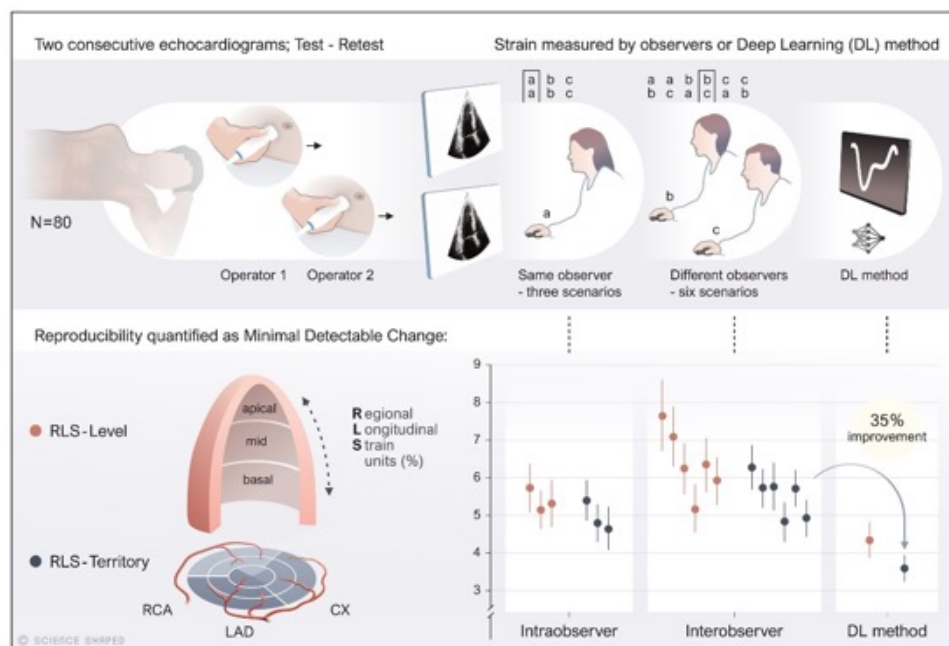 Two consecutive echocardiograms; Test - Retest
Strain measured by observers or Deep Learning (DL) method
a b c
a b c
a a b b c c
b c a c a b
N=80
a
b
c
Operator 1
Operator 2
Same observer
- three scenarios
Different observers
- six scenarios
DL method
Reproducibility quantified as Minimal Detectable Change:
RLS-Level
apical
mid
basal
Regional
Longitudinal
Strain
units (%)
RLS-Territory
RCA
LAD
CX
9
8
7
6
5
4
3
35%
improvement
Intraobserver
Interobserver
DL method
© SCIENCE SHAPED